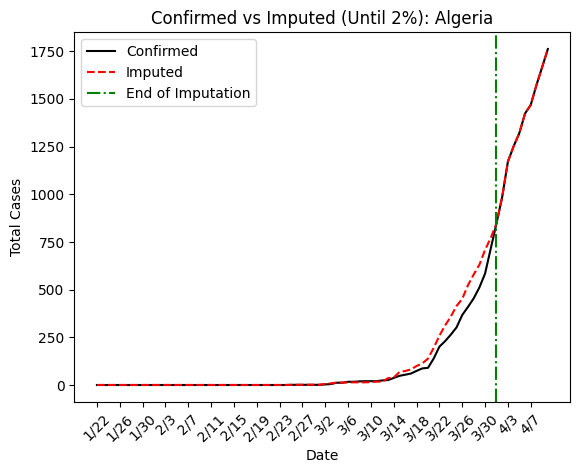 Confirmed vs Imputed (Until 2%): Algeria
Confirmed
Imputed
End of Imputation
Total Cases
1750
1500
1250
1000
750
500
250
0
1/22 1/26 1/30 2/3 2/7 2/11 2/15 2/19 2/23 2/27 3/2 3/6 3/10 3/14 3/18 3/22 3/26 3/30 4/3 4/7
Date